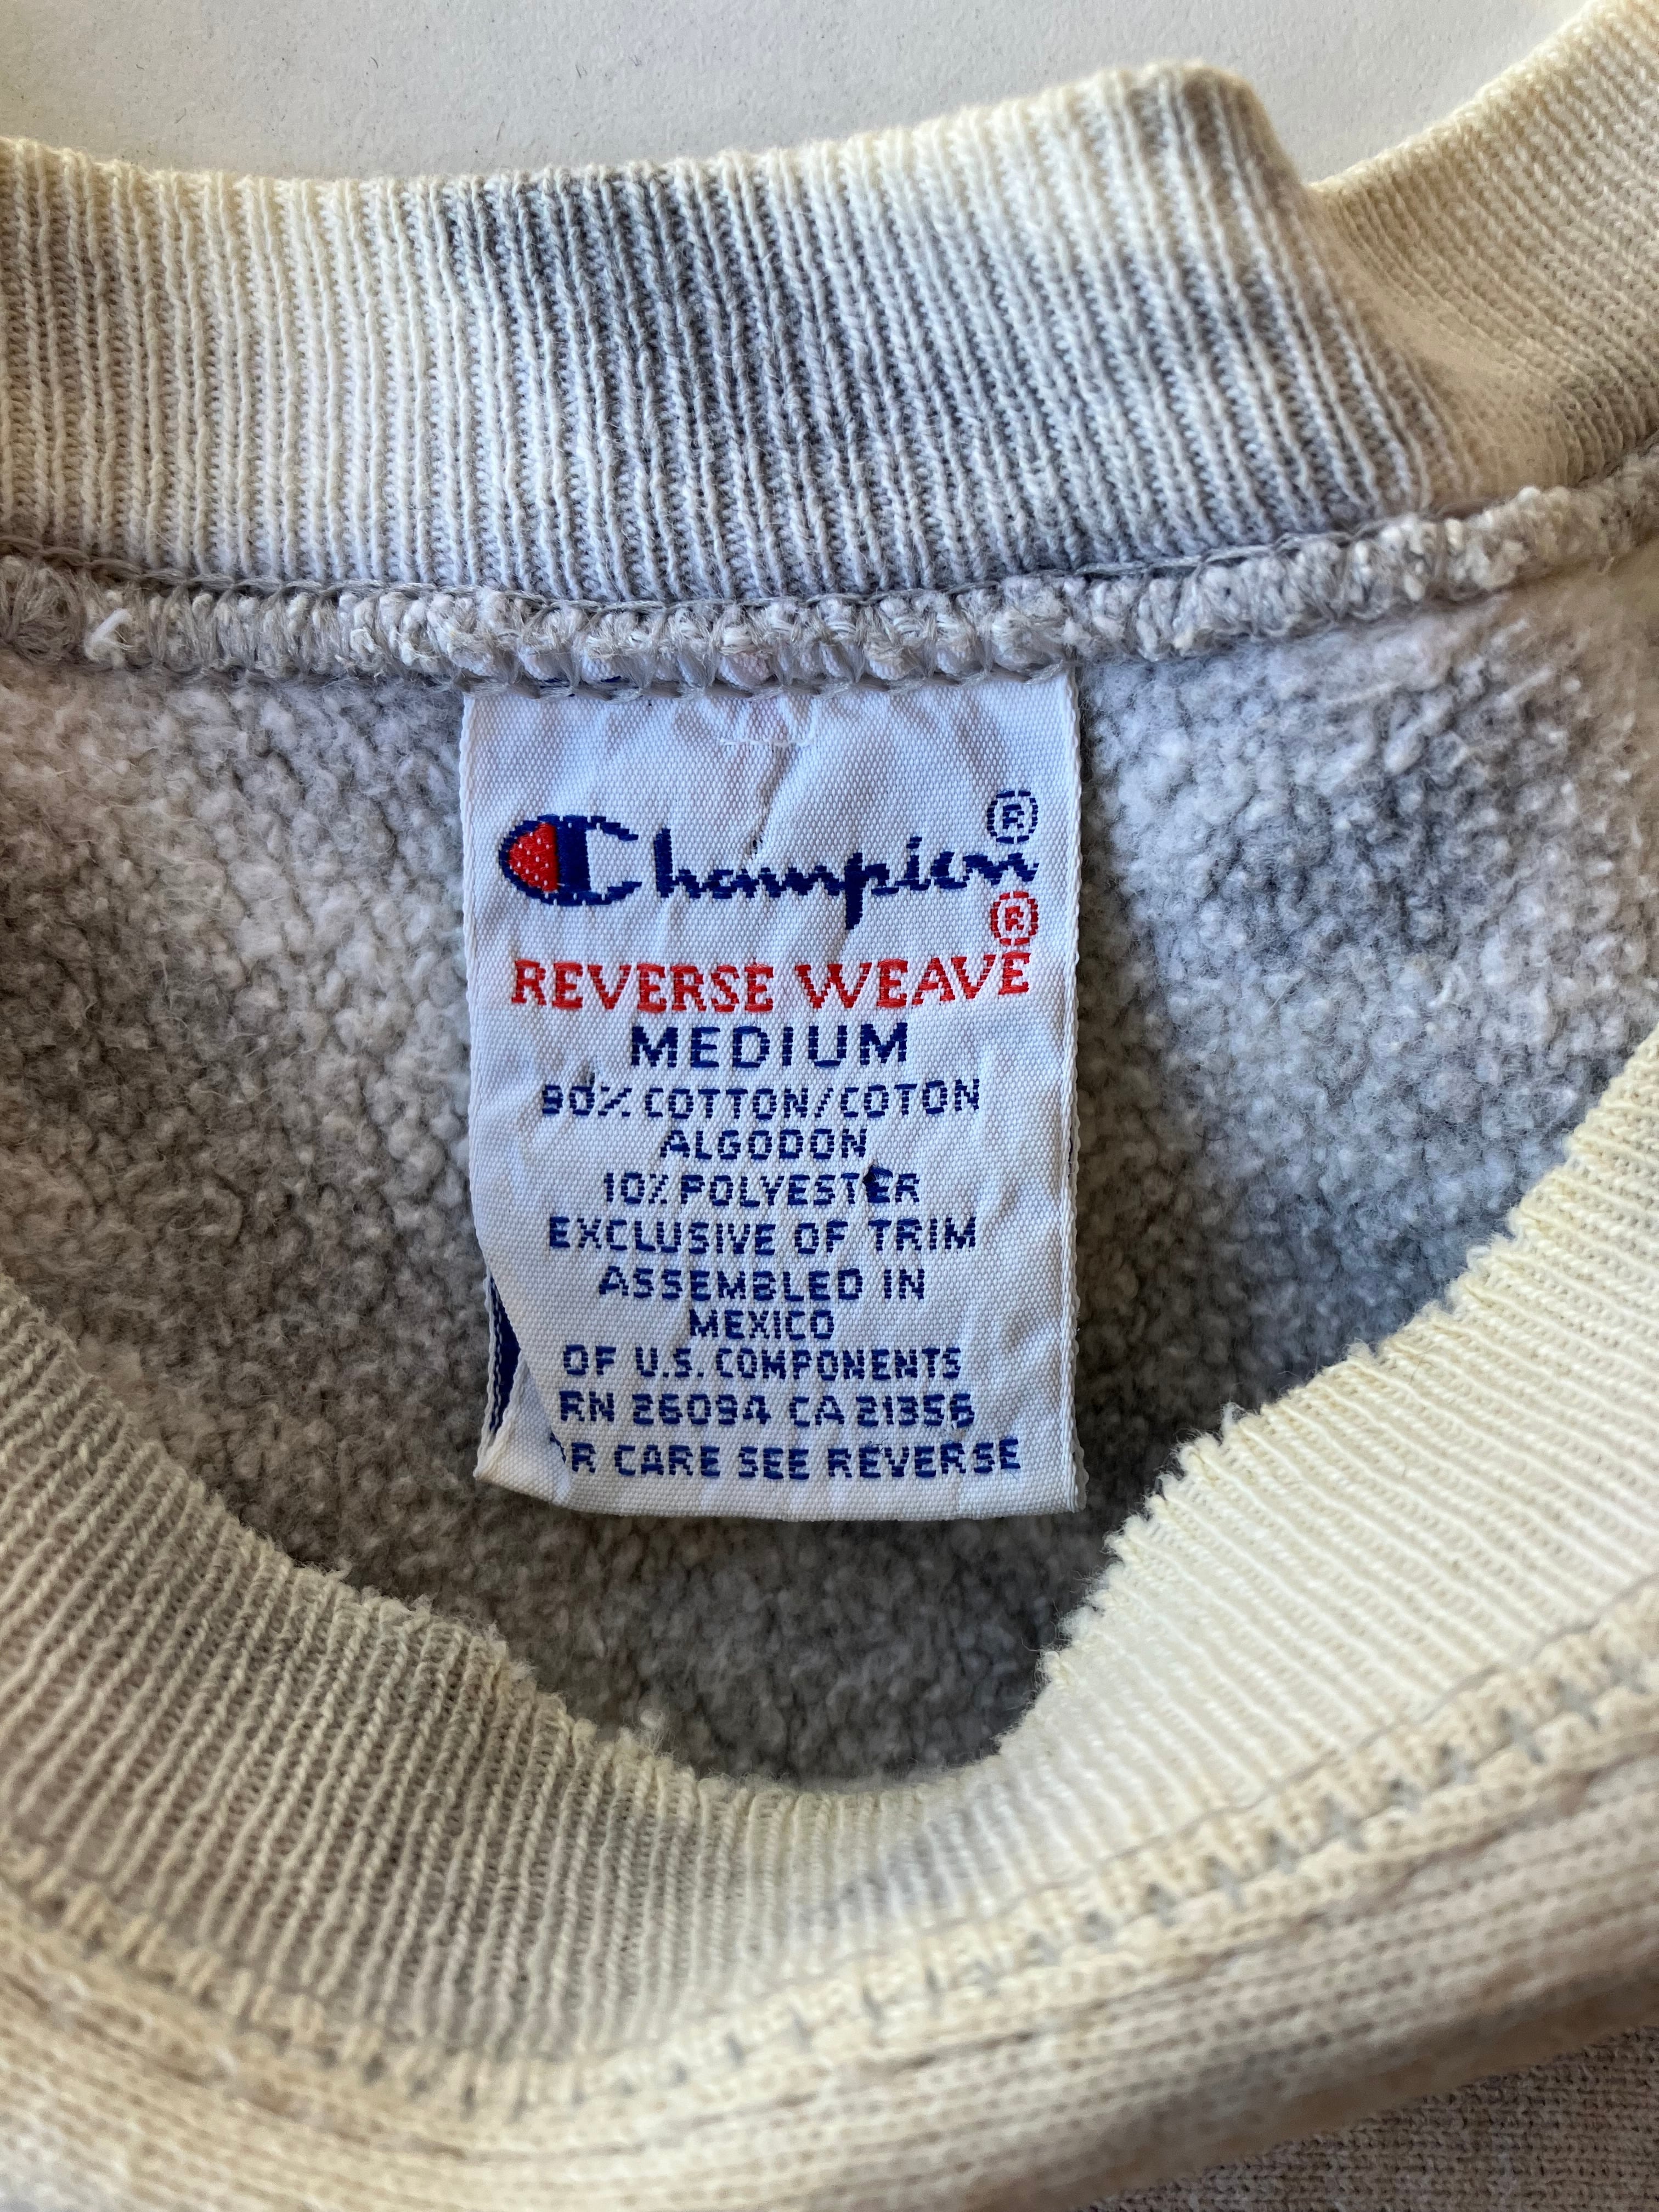 Champion®
®
REVERSE WEAVE
MEDIUM
90% COTTON/COTON
ALGODON
10% POLYESTER
EXCLUSIVE OF TRIM
ASSEMBLED IN
MEXICO
OF U.S. COMPONENTS
RN 26094 CA 21356
OR CARE SEE REVERSE